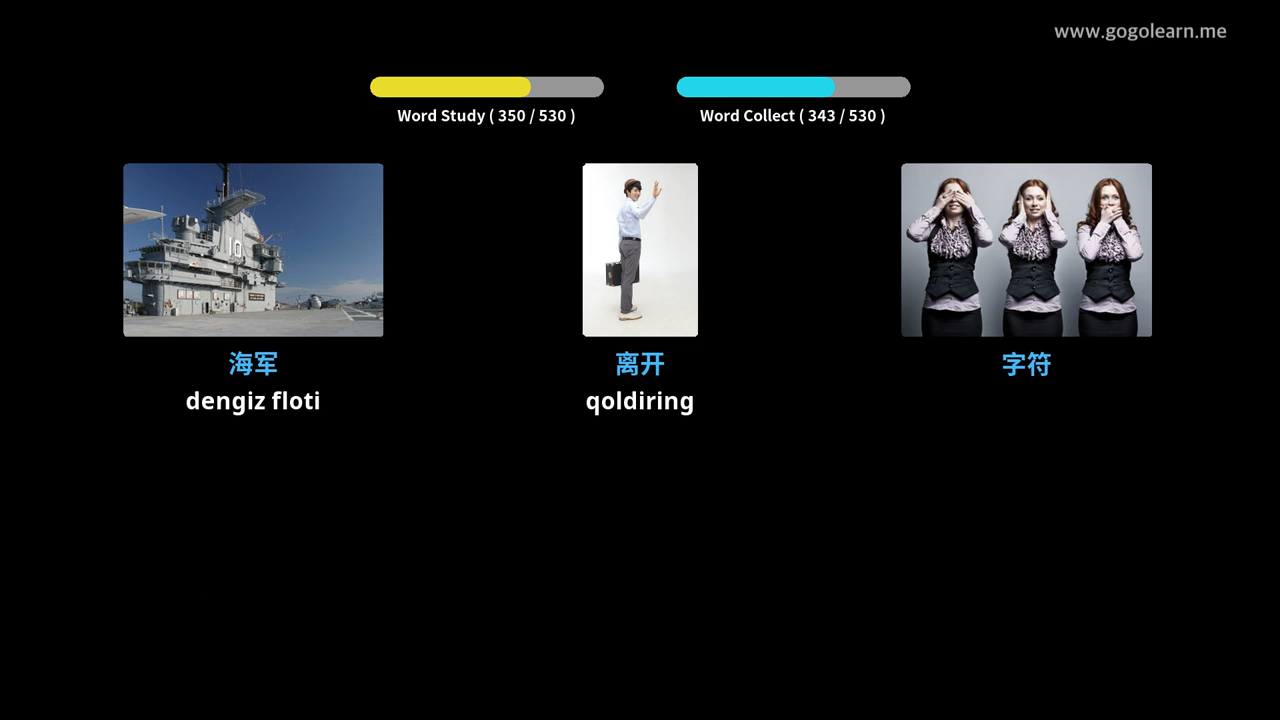 www.gogolearn.me
Word Study ( 350 / 530 )
Word Collect ( 343 / 530 )
10
海军
dengiz floti
离开
qoldiring
字符